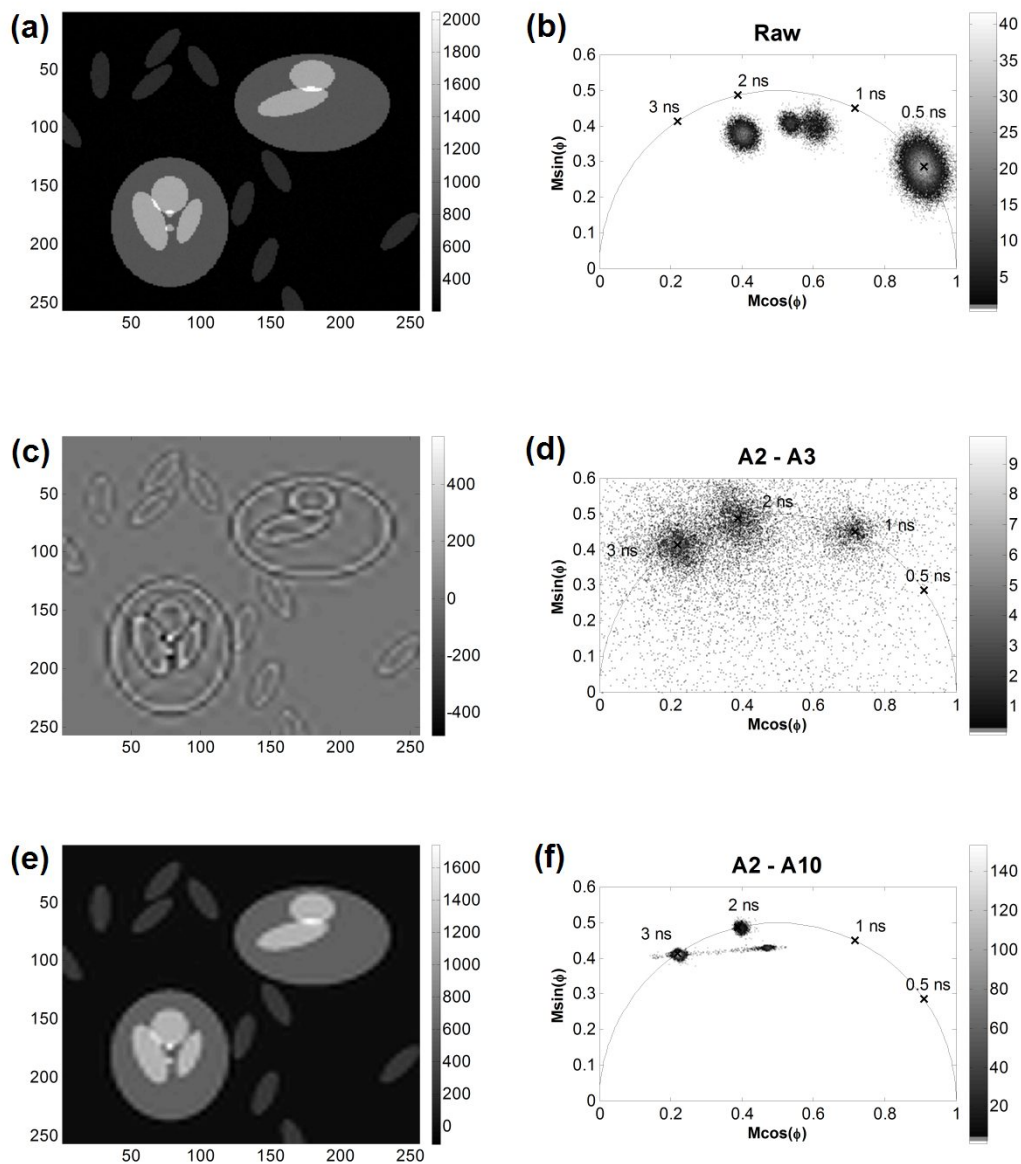 (a)
50
100
150
200
250
50 100 150 200 250
2000
1800
1600
1400
1200
1000
800
600
400
(b)
Raw
Msin(ϕ)
0.6
0.5
0.4
0.3
0.2
0.1
0
0 0.2 0.4 0.6 0.8 1
Mcos(ϕ)
3 ns
2 ns
1 ns
0.5 ns
40
35
30
25
20
15
10
5
(c)
50
100
150
200
250
50 100 150 200 250
400
200
0
-200
-400
(d)
A2 - A3
Msin(ϕ)
0.6
0.5
0.4
0.3
0.2
0.1
0
0 0.2 0.4 0.6 0.8 1
Mcos(ϕ)
3 ns
2 ns
1 ns
0.5 ns
9
8
7
6
5
4
3
2
1
(e)
50
100
150
200
250
50 100 150 200 250
1600
1400
1200
1000
800
600
400
200
0
(f)
A2 - A10
Msin(ϕ)
0.6
0.5
0.4
0.3
0.2
0.1
0
0 0.2 0.4 0.6 0.8 1
Mcos(ϕ)
3 ns
2 ns
1 ns
0.5 ns
140
120
100
80
60
40
20